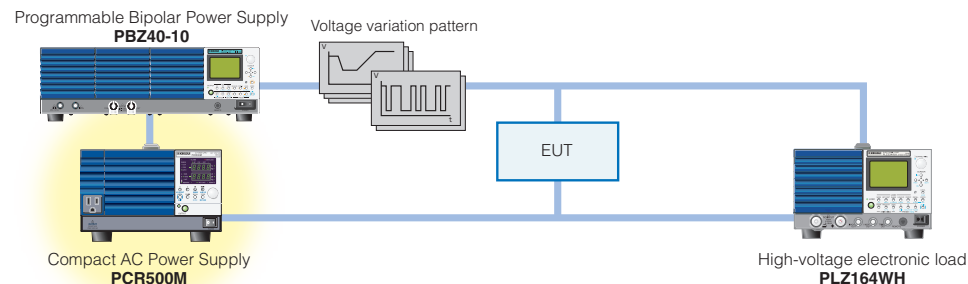 Programmable Bipolar Power Supply
PBZ40-10
Voltage variation pattern
V
V
t
EUT
Compact AC Power Supply
PCR500M
High-voltage electronic load
PLZ164WH